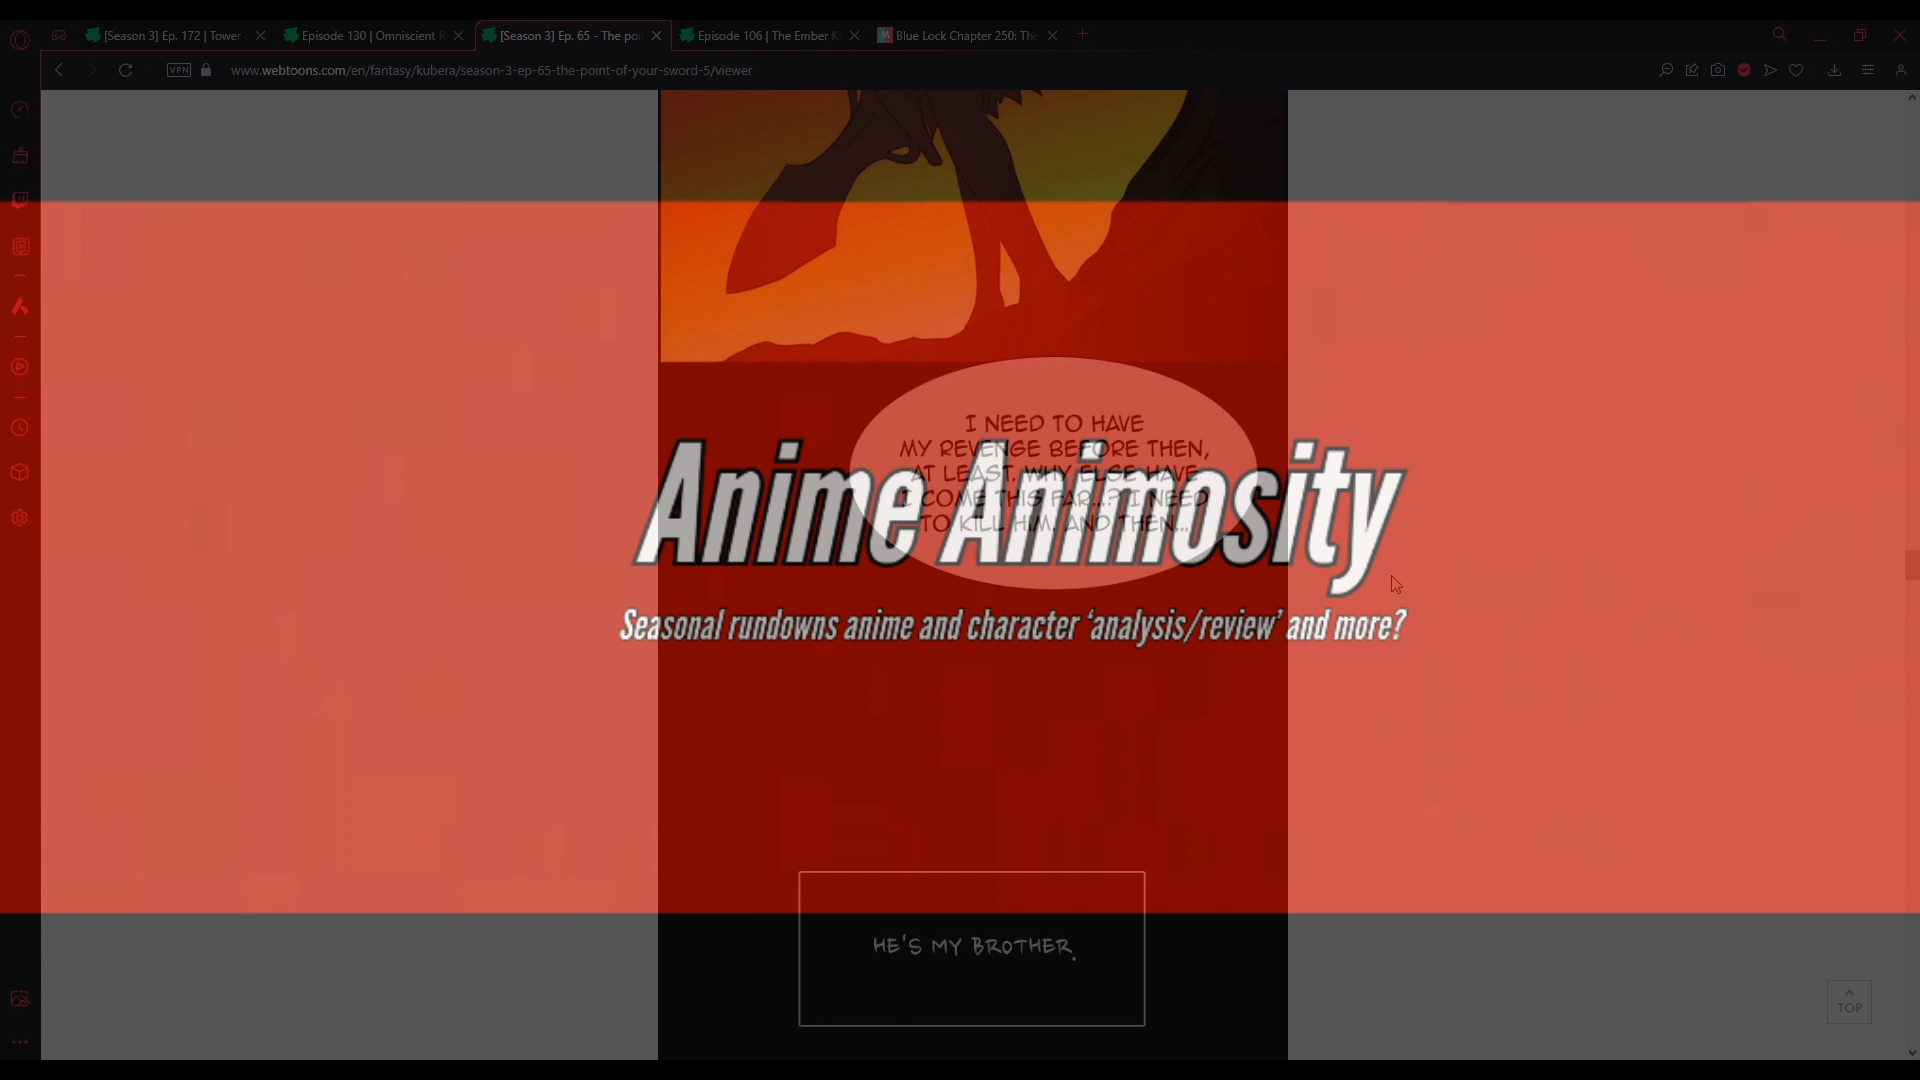 [Season 3] Ep. 172 | Tower
Episode 130 | Omniscient R
[Season 3] Ep. 65 - The poi
Episode 106 | The Ember K
Blue Lock Chapter 250: The
VPN
www.webtoons.com/en/fantasy/kubera/season-3-ep-65-the-point-of-your-sword-5/viewer
I NEED TO HAVE
MY REVENGE BEFORE THEN,
AT LEAST. WHY ELSE HAVE
I COME THIS FAR...? I NEED
TO KILL HIM. AND THEN...
Anime Animosity
Seasonal rundowns anime and character ‘analysis/review’ and more?
HE'S MY BROTHER.
TOP